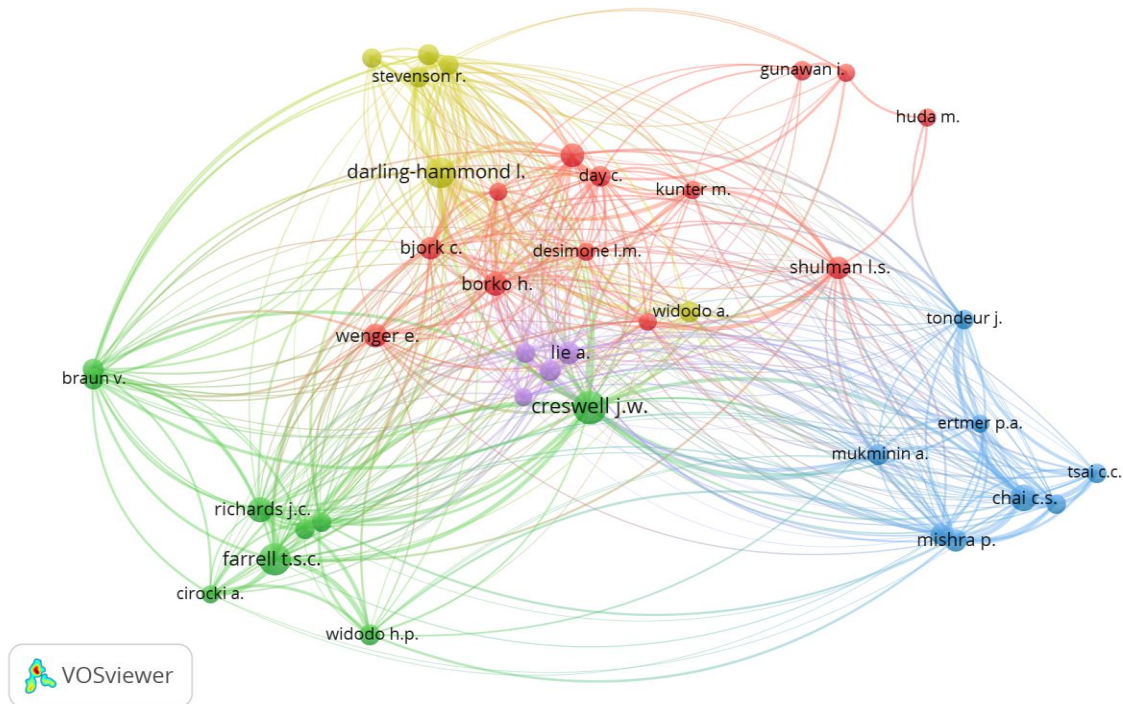 gunawan i.
stevenson r.
huda m.
darling-hammond l.
day c.
kunter m.
bjork c.
desimone l.m.
shulman l.s.
borko h.
widodo a.
tondeur j.
wenger e.
lie a.
braun v.
creswell j.w.
ertmer p.a.
mukminin a.
tsai c.c.
chai c.s.
richards j.c.
mishra p.
farrell t.s.c.
cirocki a.
widodo h.p.
VOSviewer